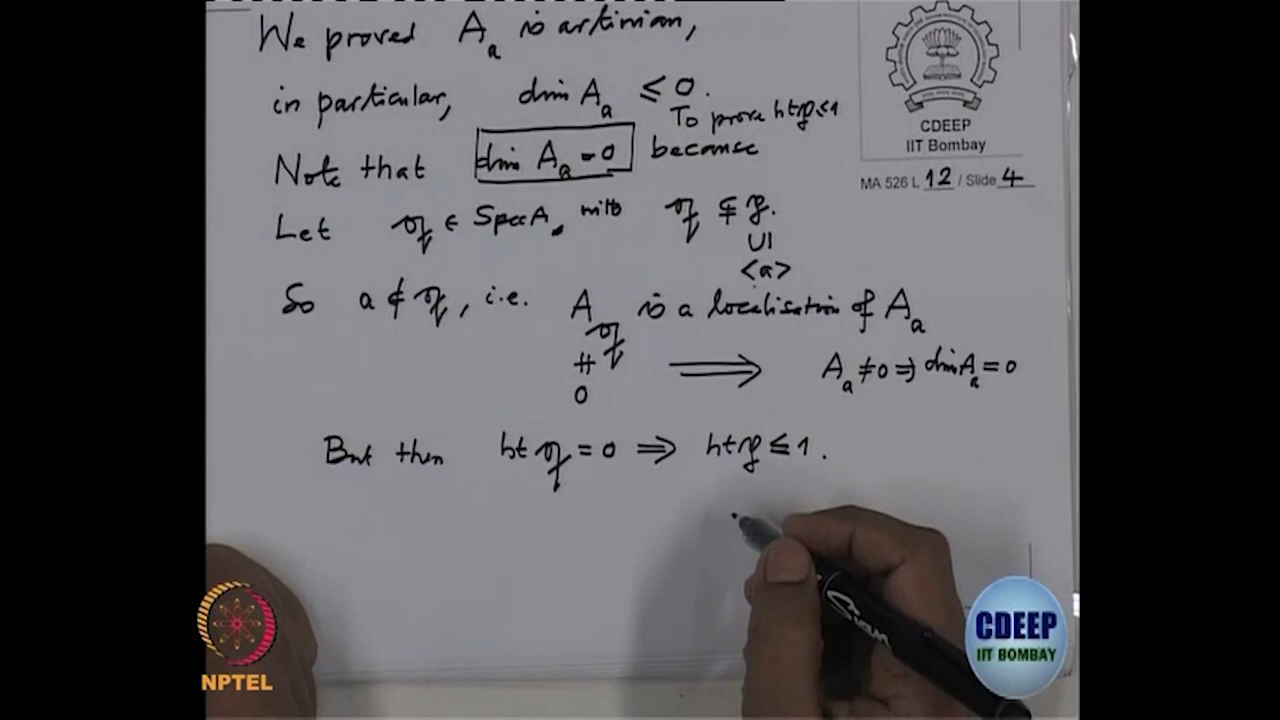 We proved A_a is artinian,
in particular, dim A_a ≤ 0.
To prove ht 𝔭 ≤ 1
Note that dim A_a = 0 because
Let 𝔮 ∈ Spec A, with 𝔮 ⊊ 𝔭.
∪|
<a>
So a ∉ 𝔮, i.e. A_𝔮 is a localisation of A_a
≠
0
⟹ A_a ≠ 0 ⇒ dim A_a = 0
But then ht 𝔮 = 0 ⟹ ht 𝔭 ≤ 1.
CDEEP
IIT Bombay
MA 526 L 12 / Slide 4
NPTEL
CDEEP
IIT BOMBAY